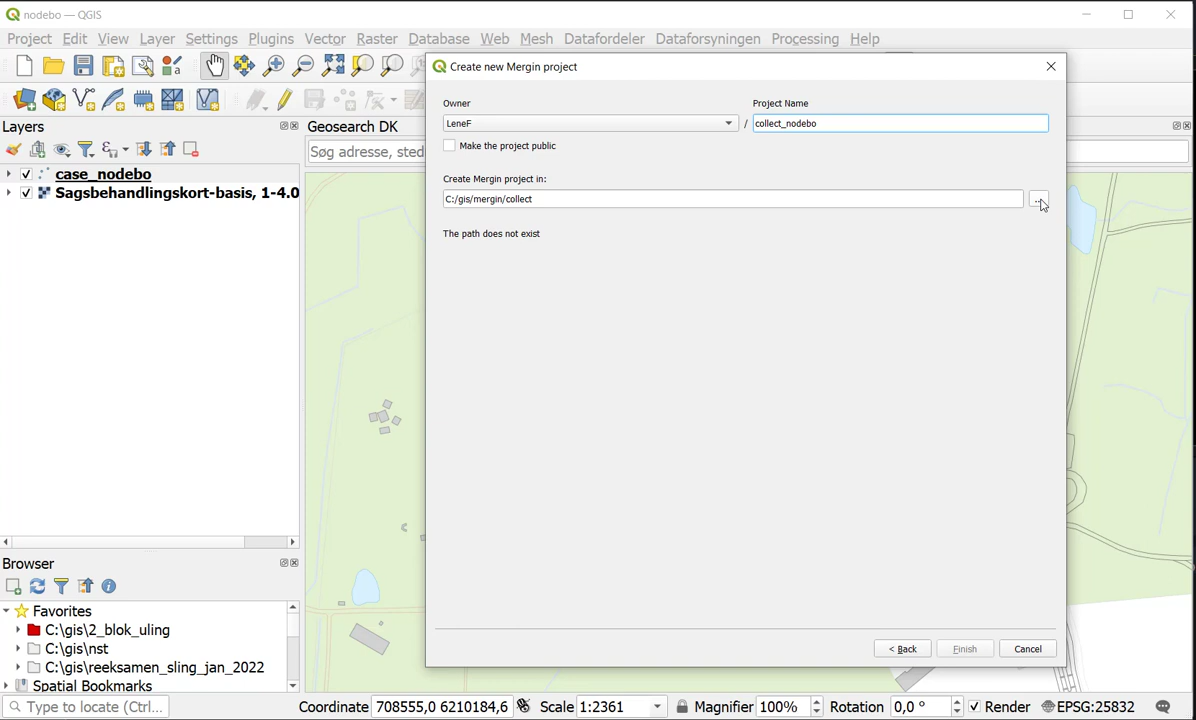 nodebo — QGIS
Project Edit View Layer Settings Plugins Vector Raster Database Web Mesh Datafordeler Dataforsyningen Processing Help
Create new Mergin project
Owner
Project Name
LeneF
/
collect_nodebo
Make the project public
Create Mergin project in:
C:/gis/mergin/collect
...
The path does not exist
< Back
Finish
Cancel
Layers
case_nodebo
Sagsbehandlingskort-basis, 1-4.0
Geosearch DK
Søg adresse, sted
Browser
Favorites
C:\gis\2_blok_uling
C:\gis\nst
C:\gis\reeksamen_sling_jan_2022
Spatial Bookmarks
Type to locate (Ctrl...
Coordinate 708555,0 6210184,6
Scale 1:2361
Magnifier 100%
Rotation 0,0 °
Render
EPSG:25832